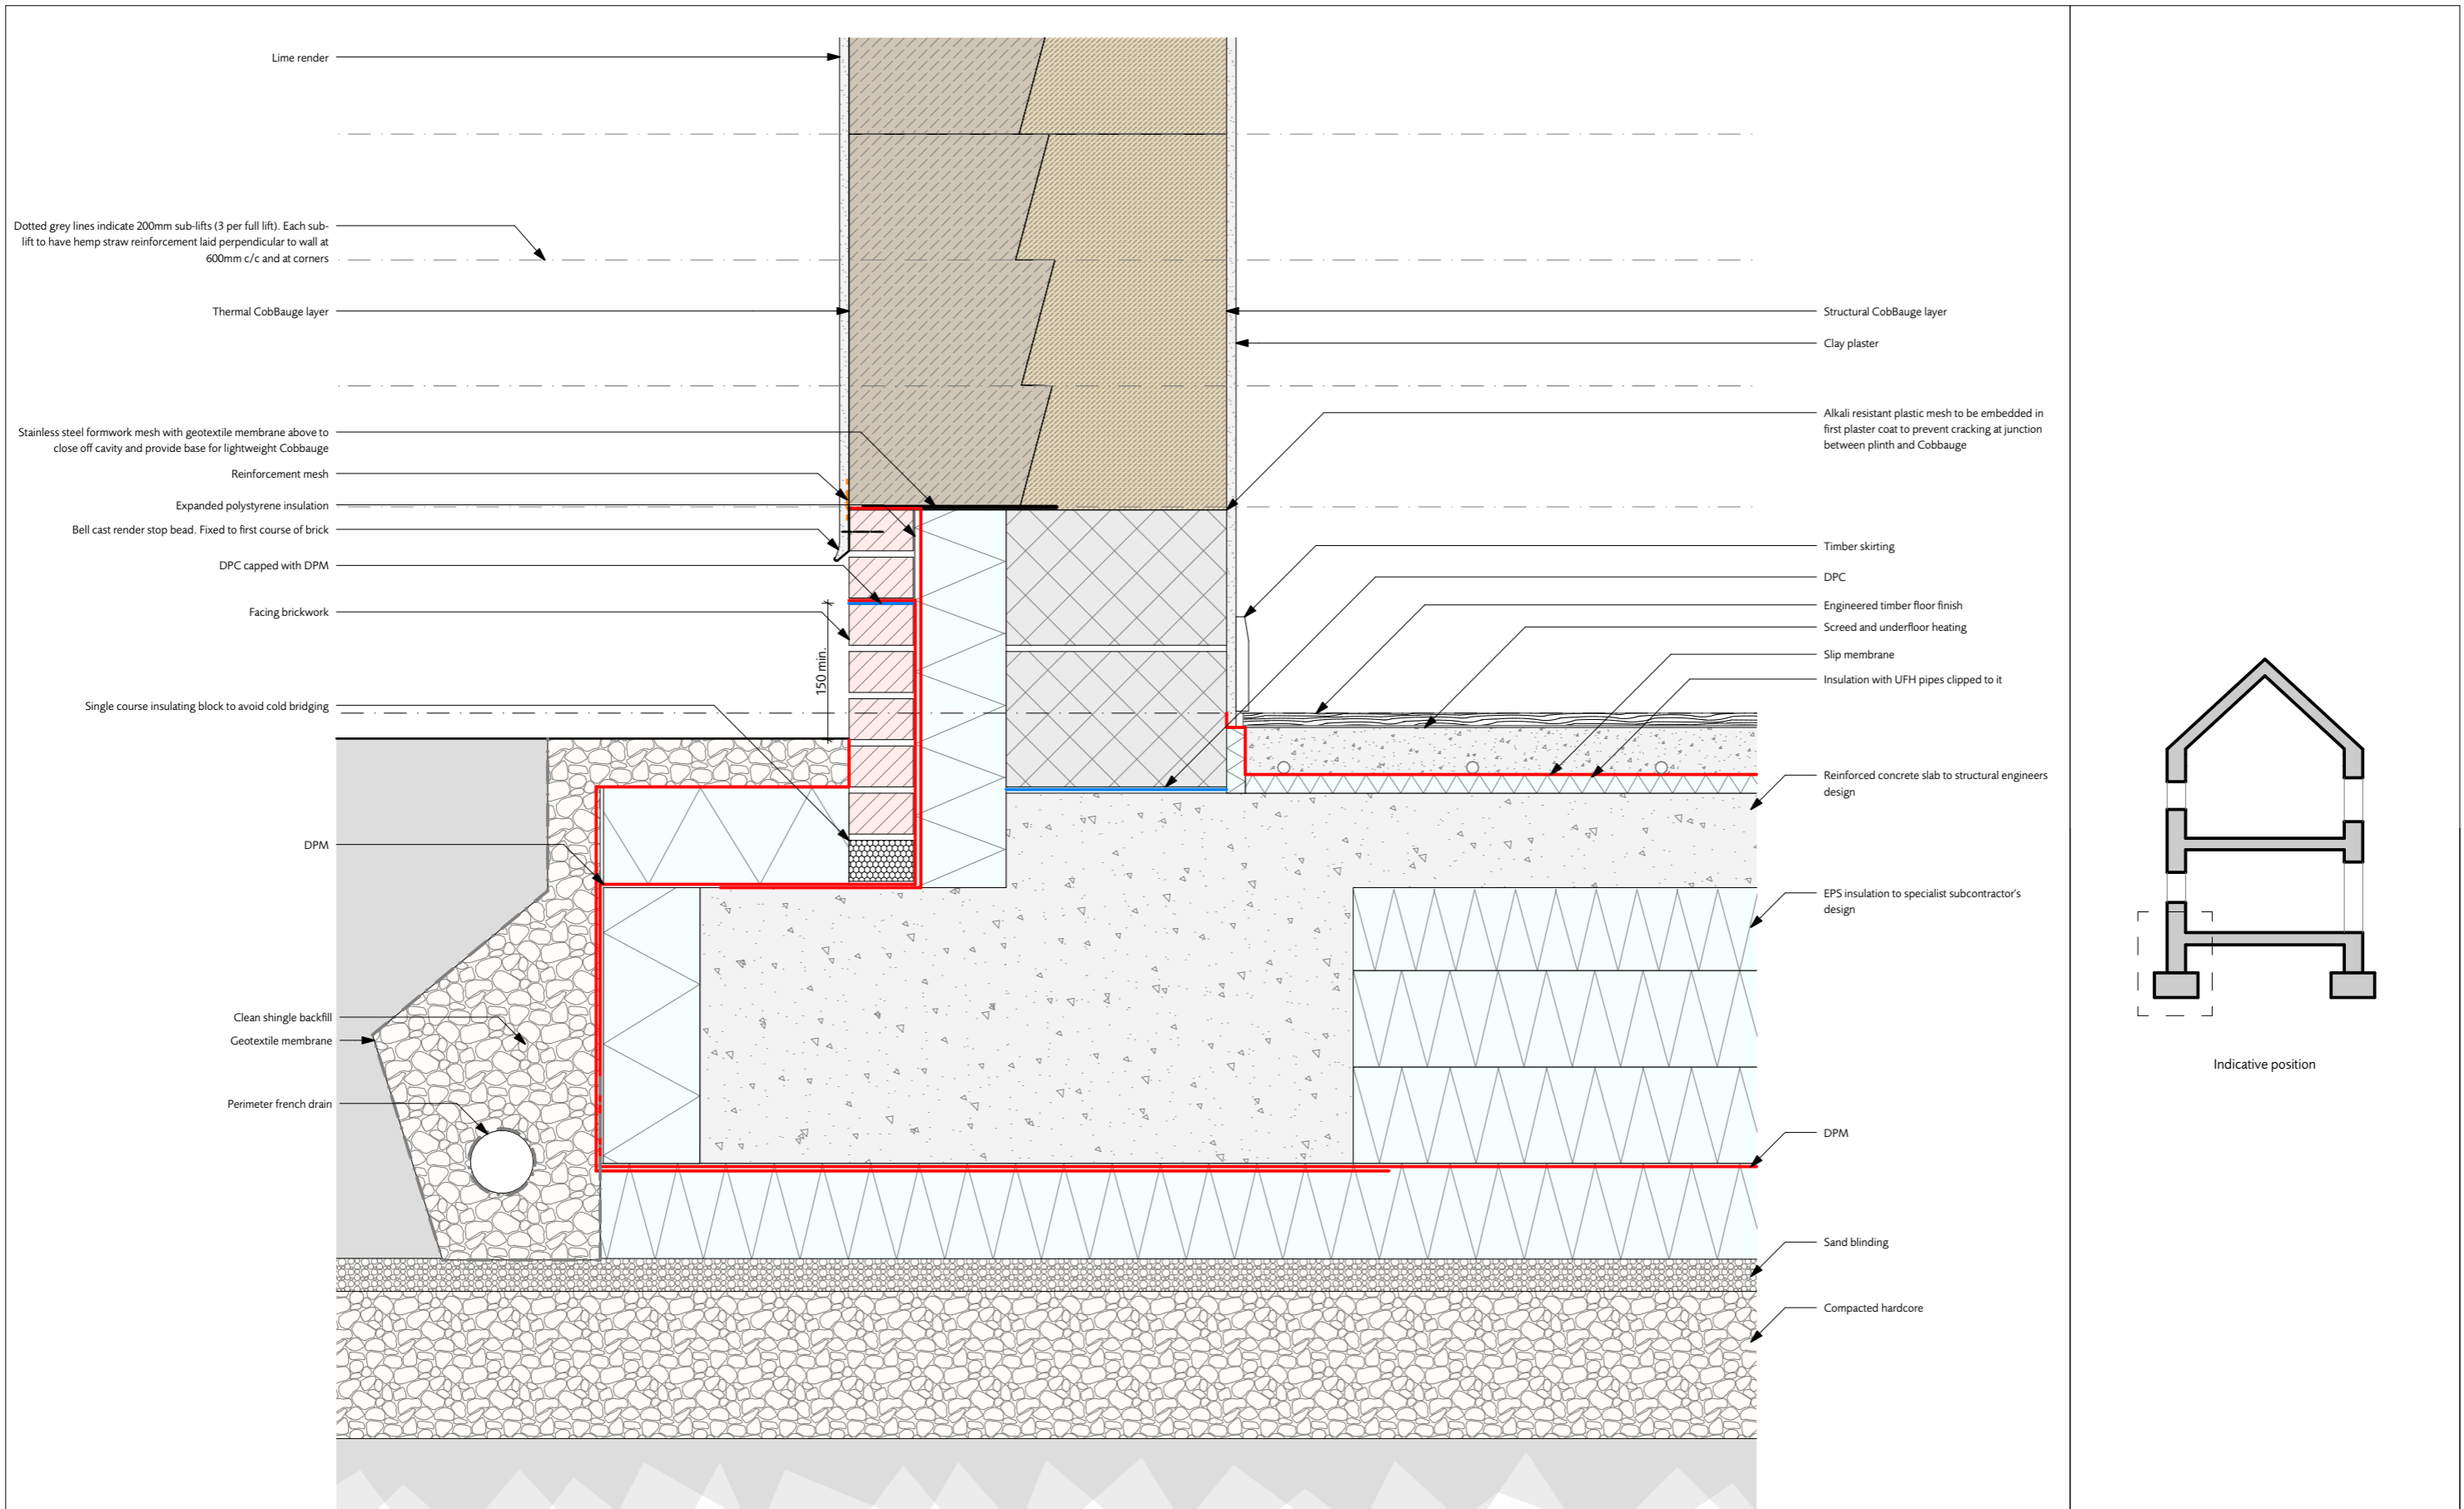 Lime render
Dotted grey lines indicate 200mm sub-lifts (3 per full lift). Each sub-
lift to have hemp straw reinforcement laid perpendicular to wall at
600mm c/c and at corners
Thermal CobBauge layer
Stainless steel formwork mesh with geotextile membrane above to
close off cavity and provide base for lightweight Cobbauge
Reinforcement mesh
Expanded polystyrene insulation
Bell cast render stop bead. Fixed to first course of brick
DPC capped with DPM
Facing brickwork
150 min.
Single course insulating block to avoid cold bridging
DPM
Clean shingle backfill
Geotextile membrane
Perimeter french drain
Structural CobBauge layer
Clay plaster
Alkali resistant plastic mesh to be embedded in
first plaster coat to prevent cracking at junction
between plinth and Cobbauge
Timber skirting
DPC
Engineered timber floor finish
Screed and underfloor heating
Slip membrane
Insulation with UFH pipes clipped to it
Reinforced concrete slab to structural engineers
design
EPS insulation to specialist subcontractor's
design
DPM
Sand blinding
Compacted hardcore
Indicative position